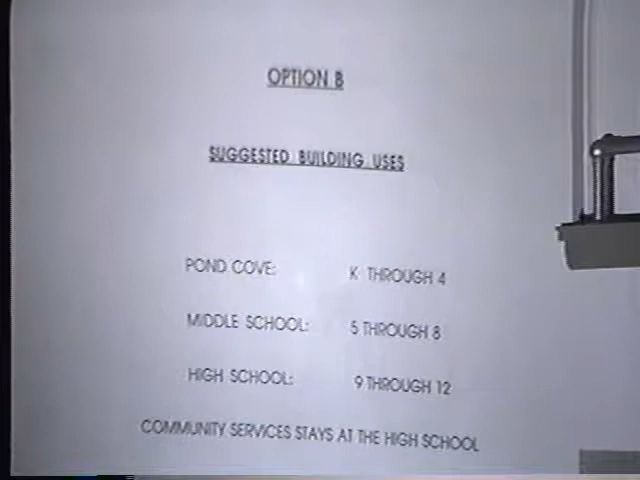 OPTION B
SUGGESTED BUILDING USES
POND COVE: K THROUGH 4
MIDDLE SCHOOL: 5 THROUGH 8
HIGH SCHOOL: 9 THROUGH 12
COMMUNITY SERVICES STAYS AT THE HIGH SCHOOL